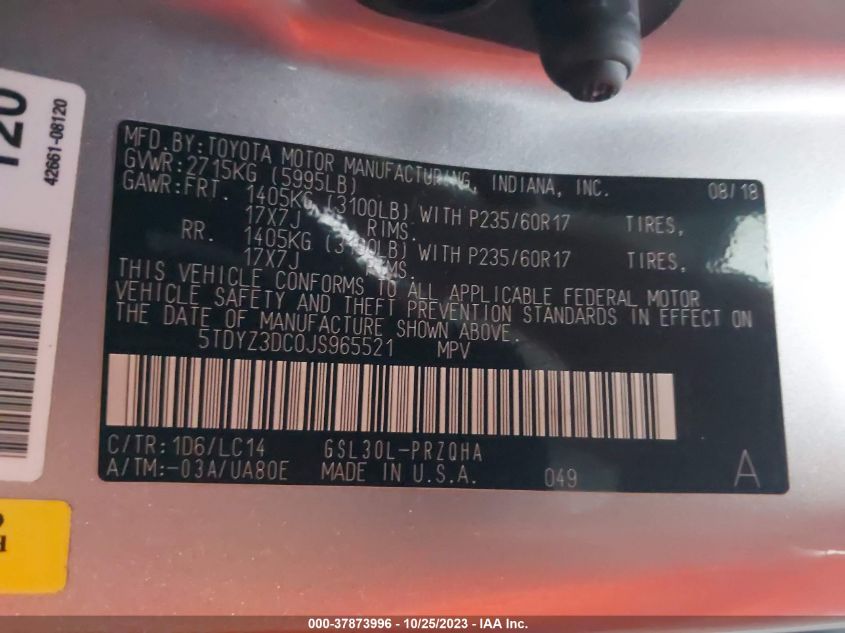 120
42661-08120
MFD.BY:TOYOTA MOTOR MANUFACTURING, INDIANA, INC. 08/18
GVWR:2715KG (5995LB)
GAWR:FRT. 1405KG (3100LB) WITH P235/60R17 TIRES,
17X7J RIMS.
RR. 1405KG (3100LB) WITH P235/60R17 TIRES,
17X7J RIMS.
THIS VEHICLE CONFORMS TO ALL APPLICABLE FEDERAL MOTOR
VEHICLE SAFETY AND THEFT PREVENTION STANDARDS IN EFFECT ON
THE DATE OF MANUFACTURE SHOWN ABOVE.
5TDYZ3DC0JS965521 MPV
C/TR:1D6/LC14 GSL30L-PRZQHA
A/TM:-03A/UA80E MADE IN U.S.A. 049 A
000-37873996 - 10/25/2023 - IAA Inc.